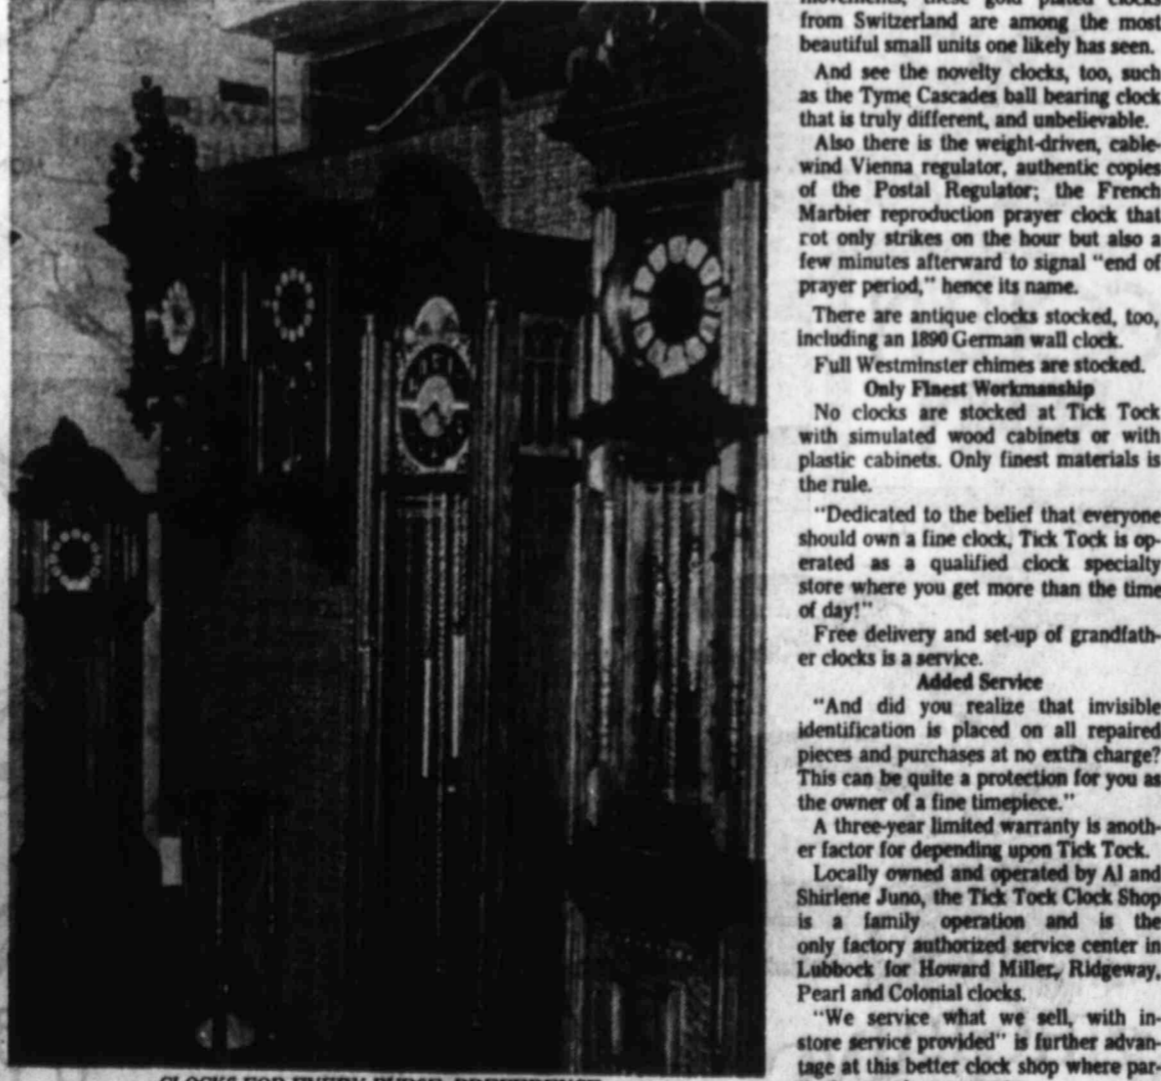 movements, these gold plated clocks
from Switzerland are among the most
beautiful small units one likely has seen.
And see the novelty clocks, too, such
as the Tyme Cascades ball bearing clock
that is truly different, and unbelievable.
Also there is the weight-driven, cable-
wind Vienna regulator, authentic copies
of the Postal Regulator; the French
Marbier reproduction prayer clock that
rot only strikes on the hour but also a
few minutes afterward to signal "end of
prayer period," hence its name.
There are antique clocks stocked, too,
including an 1890 German wall clock.
Full Westminster chimes are stocked.
Only Finest Workmanship
No clocks are stocked at Tick Tock
with simulated wood cabinets or with
plastic cabinets. Only finest materials is
the rule.
"Dedicated to the belief that everyone
should own a fine clock, Tick Tock is op-
erated as a qualified clock specialty
store where you get more than the time
of day!"
Free delivery and set-up of grandfath-
er clocks is a service.
Added Service
"And did you realize that invisible
identification is placed on all repaired
pieces and purchases at no extra charge?
This can be quite a protection for you as
the owner of a fine timepiece."
A three-year limited warranty is anoth-
er factor for depending upon Tick Tock.
Locally owned and operated by Al and
Shirlene Juno, the Tick Tock Clock Shop
is a family operation and is the
only factory authorized service center in
Lubbock for Howard Miller, Ridgeway,
Pearl and Colonial clocks.
"We service what we sell, with in-
store service provided" is further advan-
tage at this better clock shop where par-
CLOCKS FOR EVERY PURSE, PREFERENCE